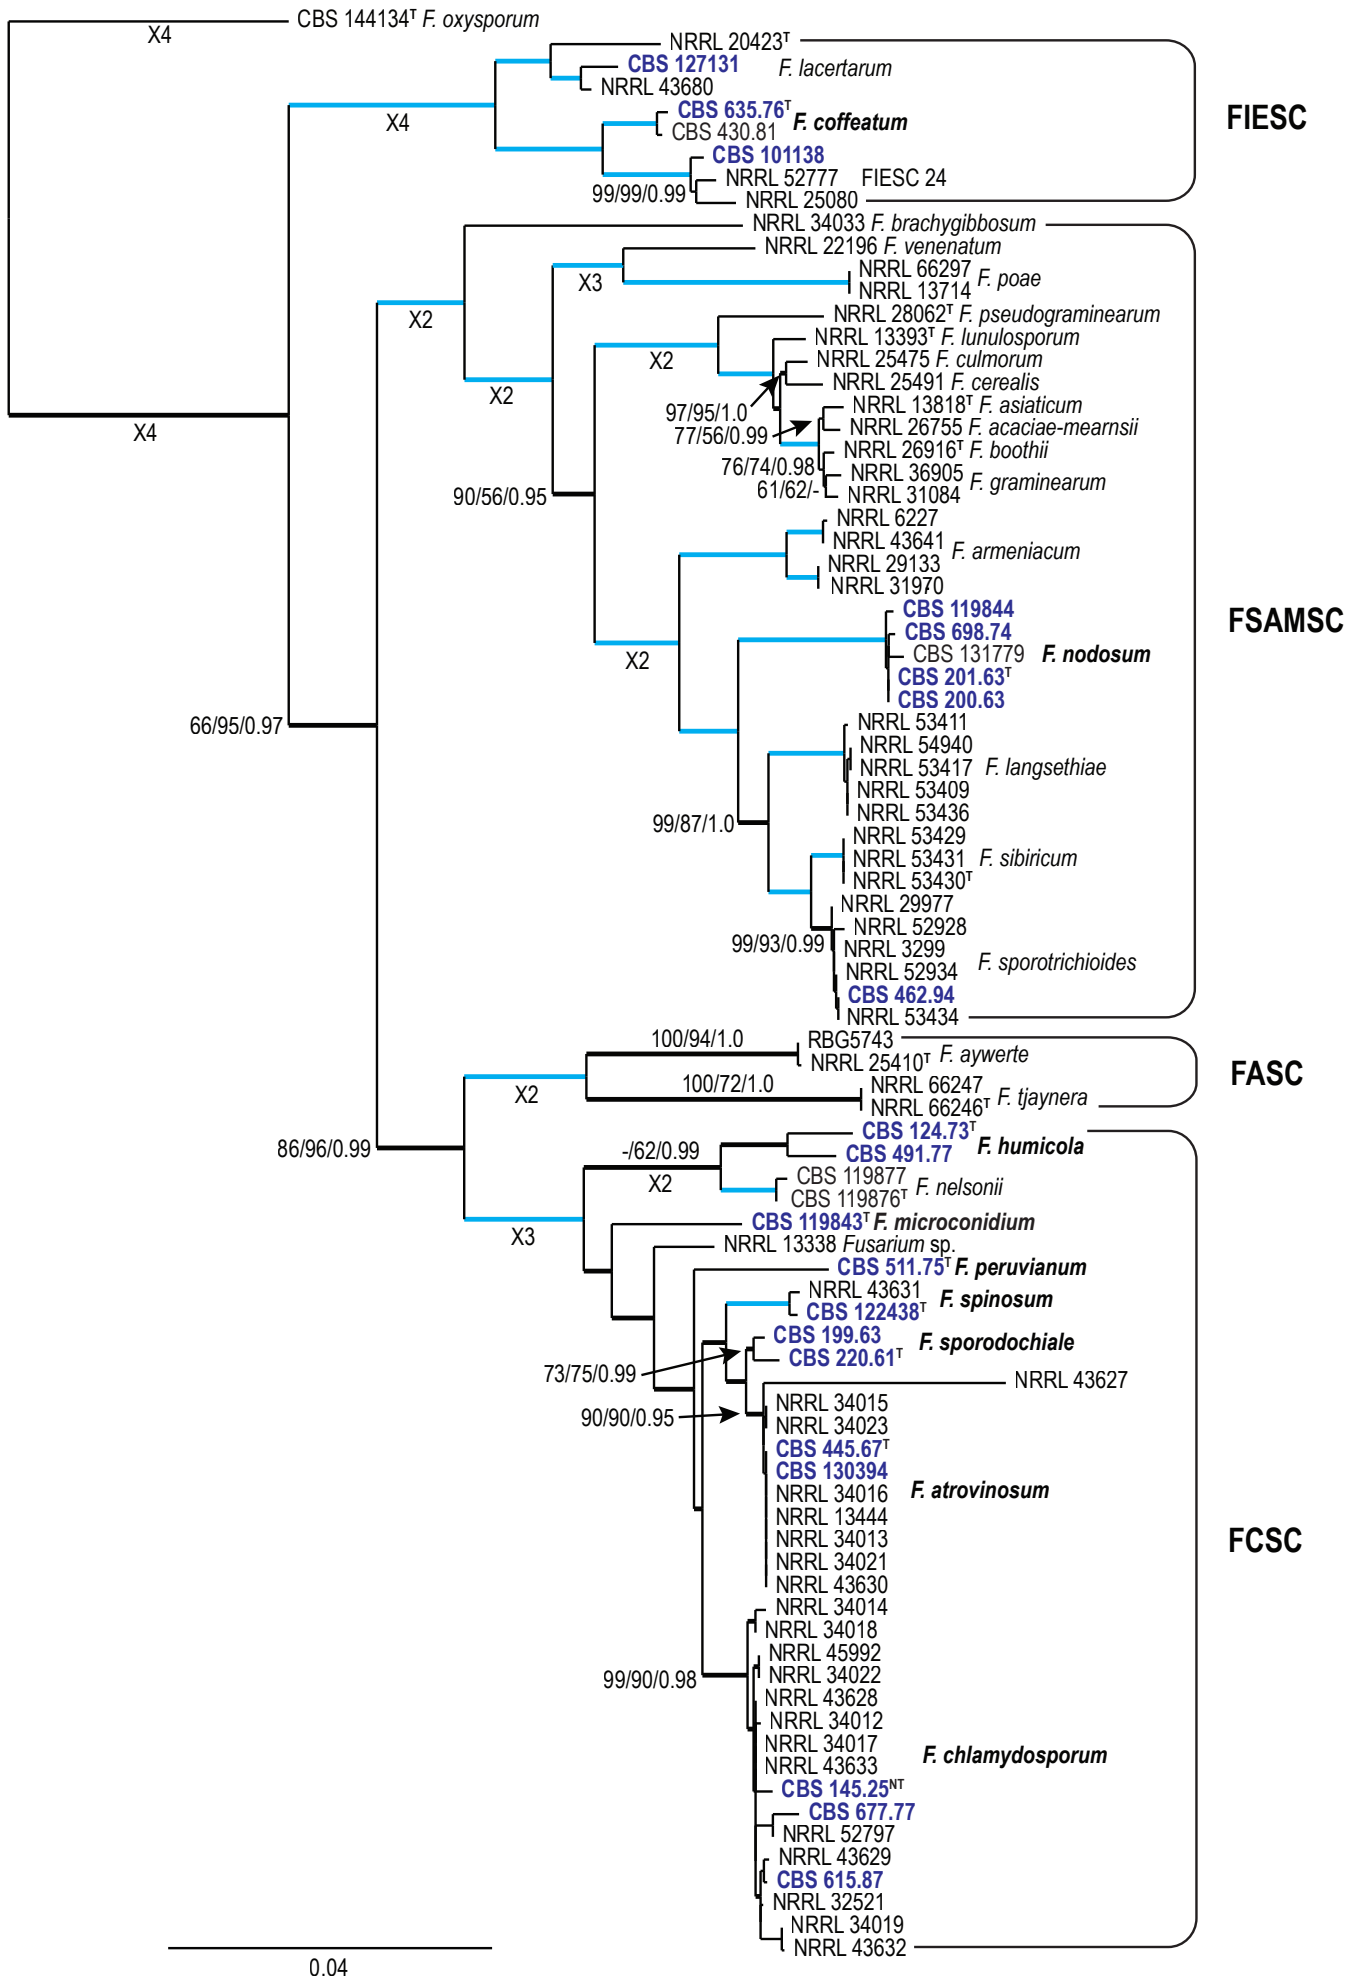 CBS 144134ᵀ F. oxysporum
X4
NRRL 20423ᵀ
CBS 127131
F. lacertarum
NRRL 43680
X4
CBS 635.76ᵀ
F. coffeatum
CBS 430.81
FIESC
CBS 101138
NRRL 52777
FIESC 24
99/99/0.99
NRRL 25080
NRRL 34033 F. brachygibbosum
NRRL 22196 F. venenatum
NRRL 66297
F. poae
X3
NRRL 13714
X2
NRRL 28062ᵀ F. pseudograminearum
NRRL 13393ᵀ F. lunulosporum
X2
NRRL 25475 F. culmorum
NRRL 25491 F. cerealis
X2
NRRL 13818ᵀ F. asiaticum
97/95/1.0
X4
NRRL 26755 F. acaciae-mearnsii
77/56/0.99
NRRL 26916ᵀ F. boothii
76/74/0.98
NRRL 36905
F. graminearum
61/62/-
NRRL 31084
90/56/0.95
NRRL 6227
NRRL 43641
F. armeniacum
NRRL 29133
NRRL 31970
CBS 119844
FSAMSC
CBS 698.74
CBS 131779
F. nodosum
X2
CBS 201.63ᵀ
CBS 200.63
NRRL 53411
66/95/0.97
NRRL 54940
NRRL 53417
F. langsethiae
NRRL 53409
NRRL 53436
99/87/1.0
NRRL 53429
NRRL 53431
F. sibiricum
NRRL 53430ᵀ
NRRL 29977
NRRL 52928
99/93/0.99
NRRL 3299
F. sporotrichioides
NRRL 52934
CBS 462.94
NRRL 53434
100/94/1.0
RBG5743
F. aywerte
NRRL 25410ᵀ
FASC
100/72/1.0
NRRL 66247
X2
F. tjaynera
NRRL 66246ᵀ
CBS 124.73ᵀ
F. humicola
86/96/0.99
-/62/0.99
CBS 491.77
CBS 119877
X2
F. nelsonii
CBS 119876ᵀ
CBS 119843ᵀ F. microconidium
X3
NRRL 13338 Fusarium sp.
CBS 511.75ᵀ F. peruvianum
NRRL 43631
F. spinosum
CBS 122438ᵀ
CBS 199.63
F. sporodochiale
CBS 220.61ᵀ
73/75/0.99
NRRL 43627
NRRL 34015
90/90/0.95
NRRL 34023
CBS 445.67ᵀ
CBS 130394
F. atrovinosum
NRRL 34016
NRRL 13444
NRRL 34013
FCSC
NRRL 34021
NRRL 43630
NRRL 34014
NRRL 34018
NRRL 45992
99/90/0.98
NRRL 34022
NRRL 43628
NRRL 34012
NRRL 34017
F. chlamydosporum
NRRL 43633
CBS 145.25ᴺᵀ
CBS 677.77
NRRL 52797
NRRL 43629
CBS 615.87
NRRL 32521
NRRL 34019
NRRL 43632
0.04